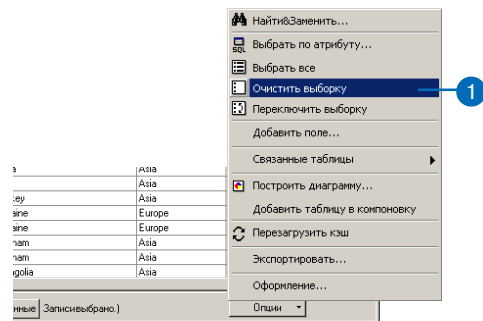 Найти&Заменить...
SQL Выбрать по атрибуту...
Выбрать все
Очистить выборку 1
Переключить выборку
Добавить поле...
Связанные таблицы
Asia
Asia Построить диаграмму...
Asia
Europe Добавить таблицу в компоновку
Europe
Asia Перезагрузить кэш
Asia
Asia Экспортировать...
Оформление...
Записивыбрано.) Опции